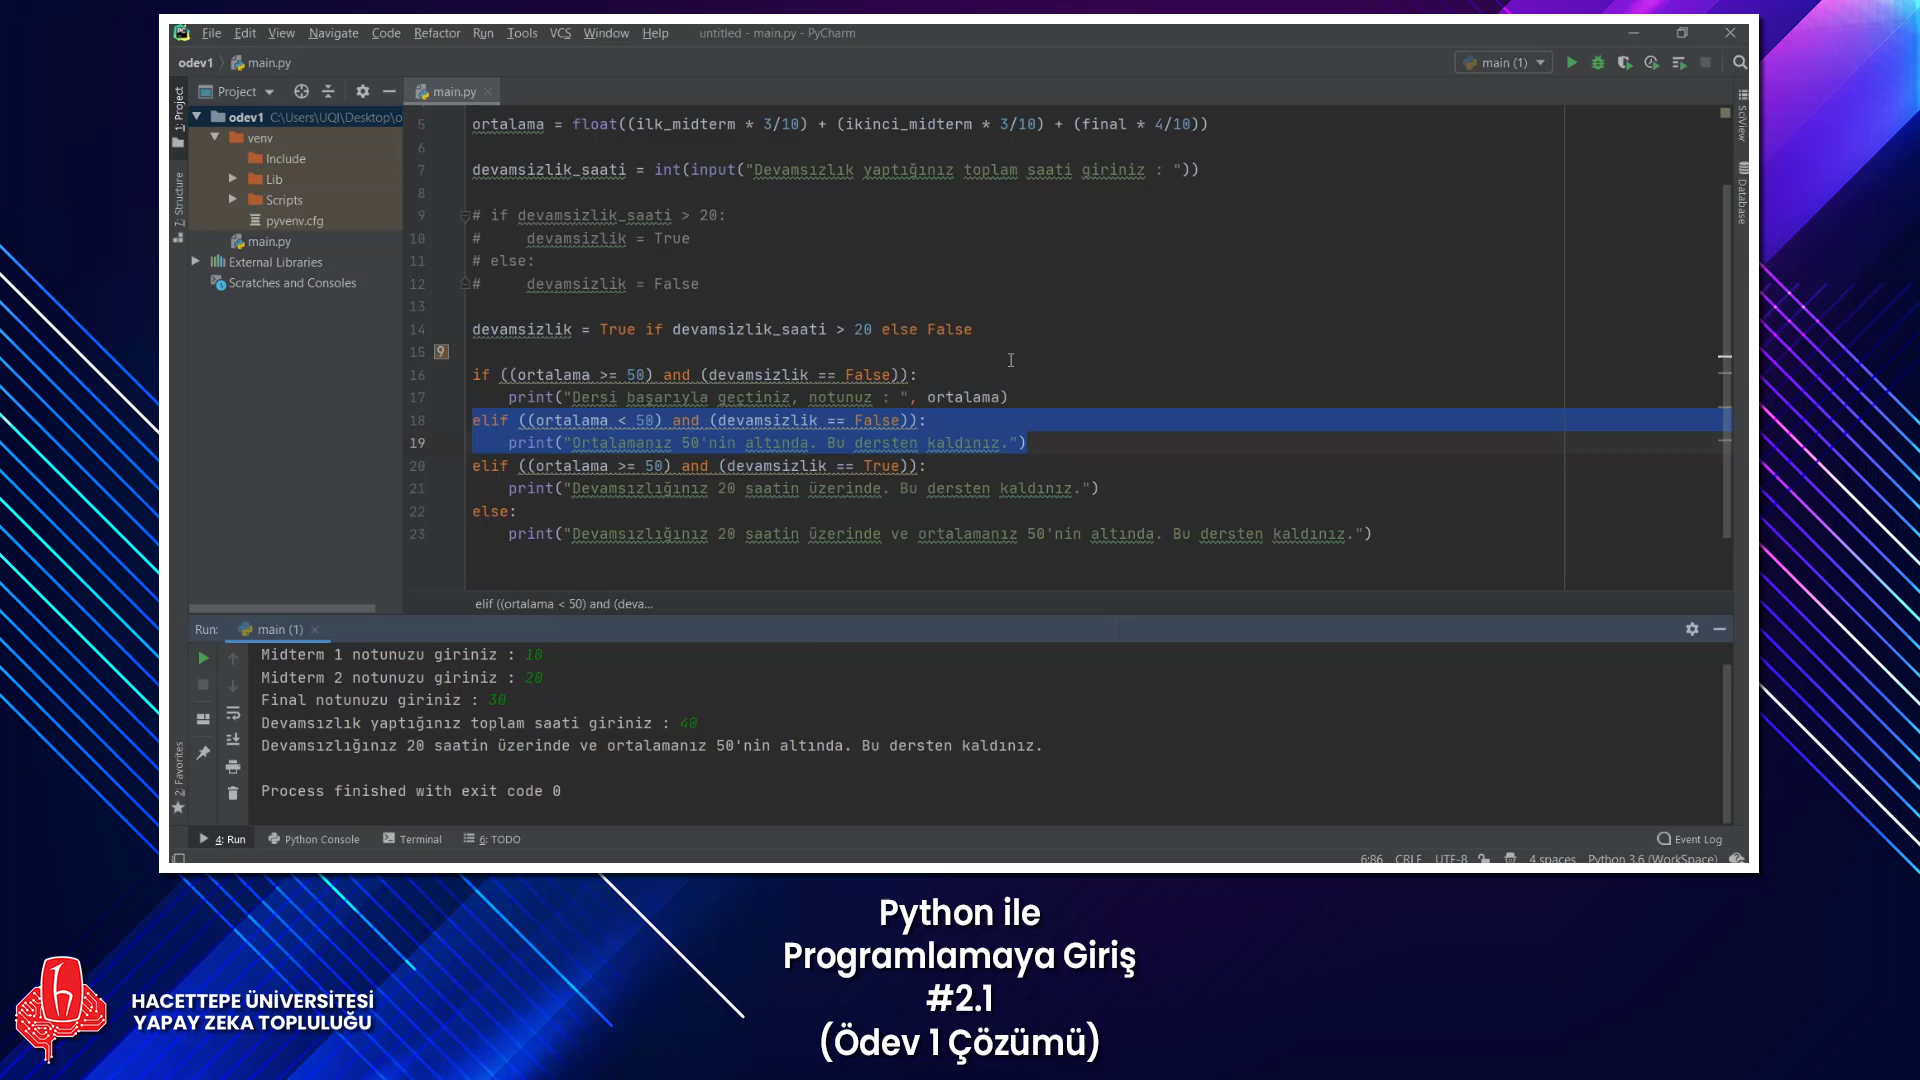 File Edit View Navigate Code Refactor Run Tools VCS Window Help untitled - main.py - PyCharm
odev1 main.py main (1)
Project main.py
1: Project
odev1 C:\Users\UQI\Desktop\o
venv
Include
Lib
Scripts
pyvenv.cfg
main.py
External Libraries
Scratches and Consoles
7: Structure
2: Favorites
SciView
Database
5 ortalama = float((ilk_midterm * 3/10) + (ikinci_midterm * 3/10) + (final * 4/10))
6
7 devamsizlik_saati = int(input("Devamsızlık yaptığınız toplam saati giriniz : "))
8
9 # if devamsizlik_saati > 20:
10 #     devamsizlik = True
11 # else:
12 #     devamsizlik = False
13
14 devamsizlik = True if devamsizlik_saati > 20 else False
15
16 if ((ortalama >= 50) and (devamsizlik == False)):
17     print("Dersi başarıyla geçtiniz, notunuz : ", ortalama)
18 elif ((ortalama < 50) and (devamsizlik == False)):
19     print("Ortalamanız 50'nin altında. Bu dersten kaldınız.")
20 elif ((ortalama >= 50) and (devamsizlik == True)):
21     print("Devamsızlığınız 20 saatin üzerinde. Bu dersten kaldınız.")
22 else:
23     print("Devamsızlığınız 20 saatin üzerinde ve ortalamanız 50'nin altında. Bu dersten kaldınız.")
elif ((ortalama < 50) and (deva...
Run: main (1)
Midterm 1 notunuzu giriniz : 10
Midterm 2 notunuzu giriniz : 20
Final notunuzu giriniz : 30
Devamsızlık yaptığınız toplam saati giriniz : 40
Devamsızlığınız 20 saatin üzerinde ve ortalamanız 50'nin altında. Bu dersten kaldınız.
Process finished with exit code 0
4: Run Python Console Terminal 6: TODO Event Log
6:86 CRLF UTF-8 4 spaces Python 3.6 (WorkSpace)
Python ile
Programlamaya Giriş
#2.1
(Ödev 1 Çözümü)
HACETTEPE ÜNİVERSİTESİ
YAPAY ZEKA TOPLULUĞU